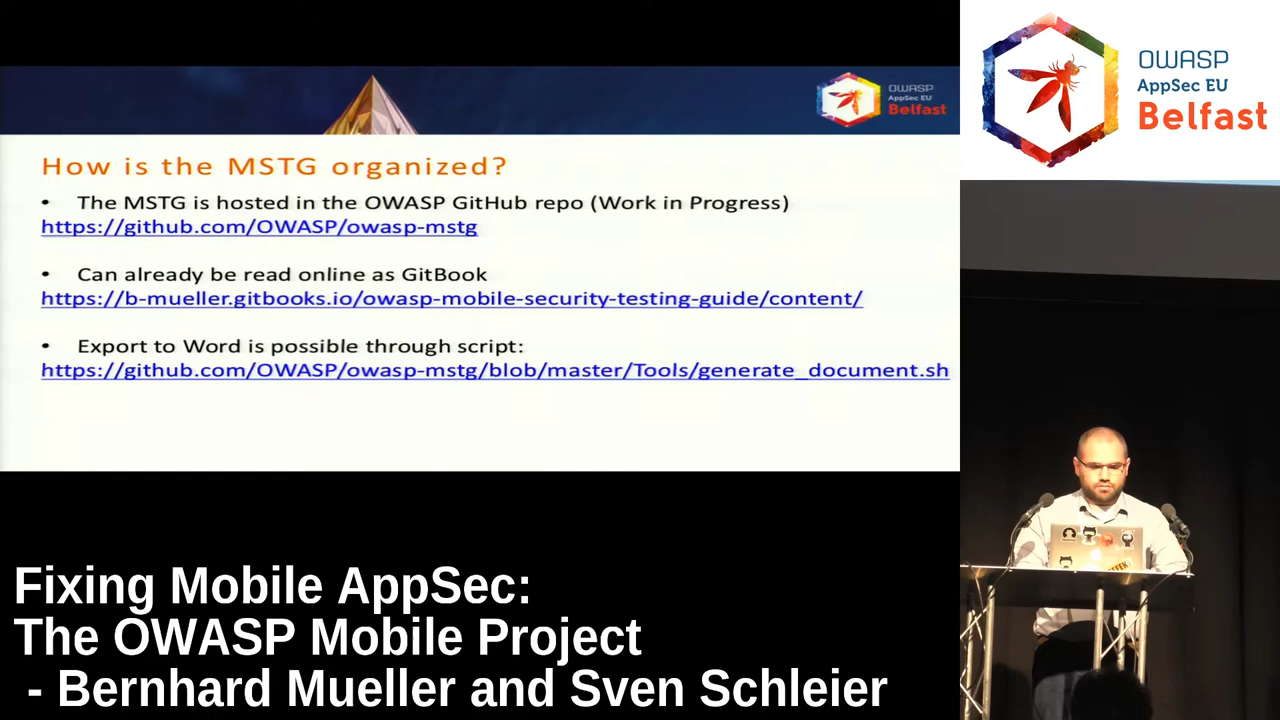 OWASP
AppSec EU
Belfast
How is the MSTG organized?
• The MSTG is hosted in the OWASP GitHub repo (Work in Progress)
https://github.com/OWASP/owasp-mstg
• Can already be read online as GitBook
https://b-mueller.gitbooks.io/owasp-mobile-security-testing-guide/content/
• Export to Word is possible through script:
https://github.com/OWASP/owasp-mstg/blob/master/Tools/generate_document.sh
OWASP
AppSec EU
Belfast
Fixing Mobile AppSec:
The OWASP Mobile Project
- Bernhard Mueller and Sven Schleier